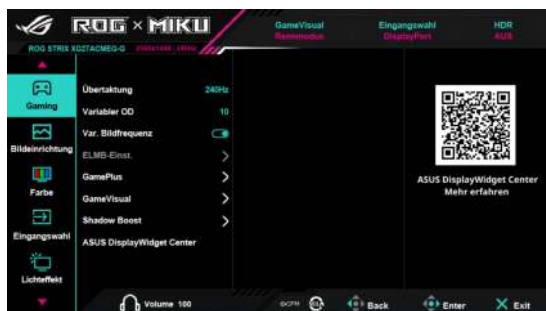 ROG × MIKU
GameVisual Eingangswahl HDR
Rennmodus DisplayPort AUS
ROG STRIX XG27ACMEG-G 2560x1440
Gaming
Übertaktung 240Hz
Variabler OD 10
Var. Bildfrequenz
Bildeinrichtung
ELMB-Einst.
GamePlus
ASUS DisplayWidget Center
Mehr erfahren
Farbe
GameVisual
Shadow Boost
Eingangswahl
ASUS DisplayWidget Center
Lichteffekt
Volume 100 Back Enter Exit